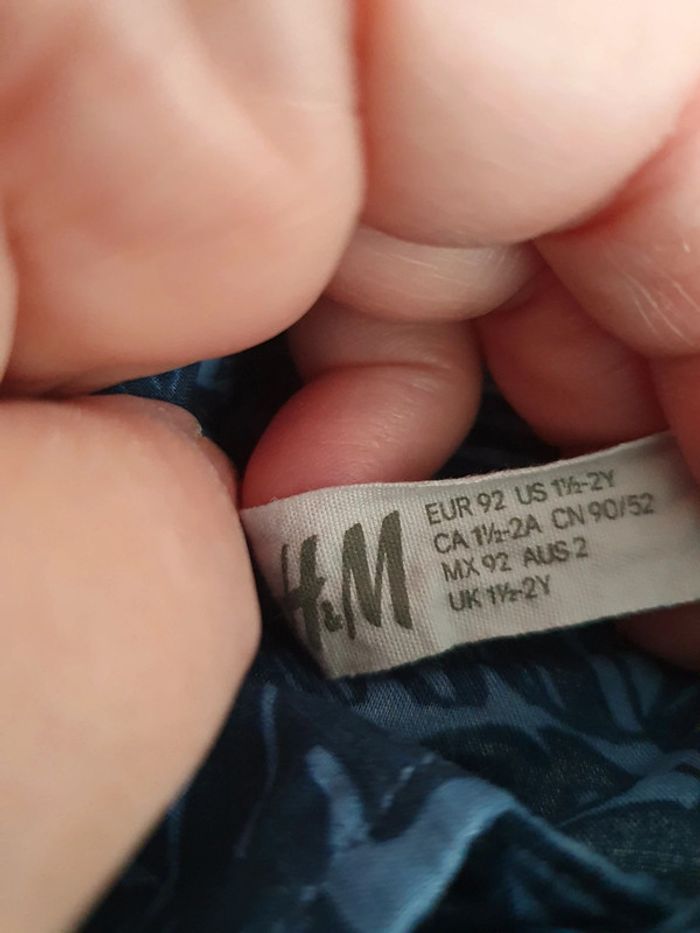 H&M
EUR 92 US 1½-2Y
CA 1½-2A CN 90/52
MX 92 AUS 2
UK 1½-2Y